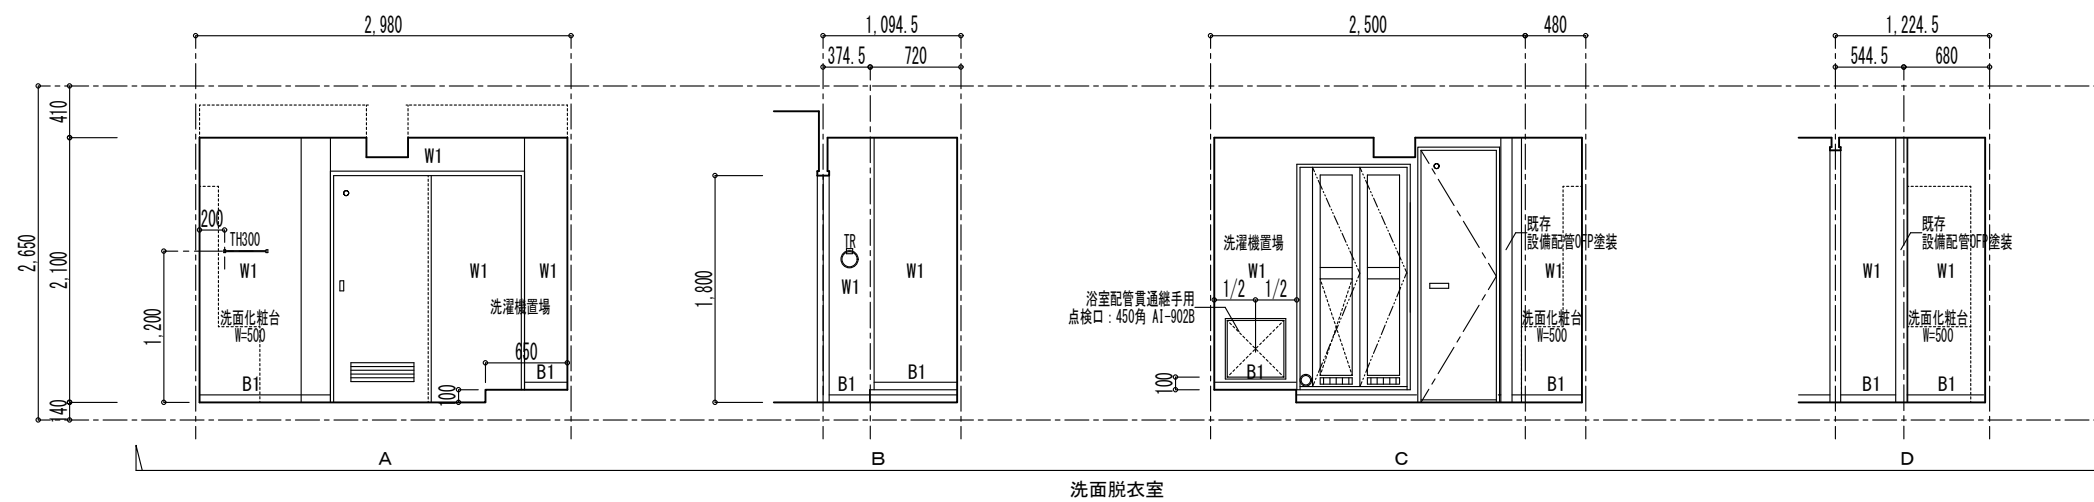 2,980
1,094.5
374.5
720
2,500
480
1,224.5
544.5
680
2,650
410
2,100
140
1,200
200
TH300
W1
洗面化粧台
W=500
B1
W1
W1
W1
洗濯機置場
650
B1
100
A
1,800
TR
W1
W1
B1
B1
B
洗濯機置場
W1
1/2
1/2
浴室配管貫通継手用
点検口：450角 AI-902B
B1
100
既存
設備配管OFP塗装
W1
洗面化粧台
W=500
B1
C
W1
既存
設備配管OFP塗装
W1
洗面化粧台
W=500
B1
B1
D
洗面脱衣室